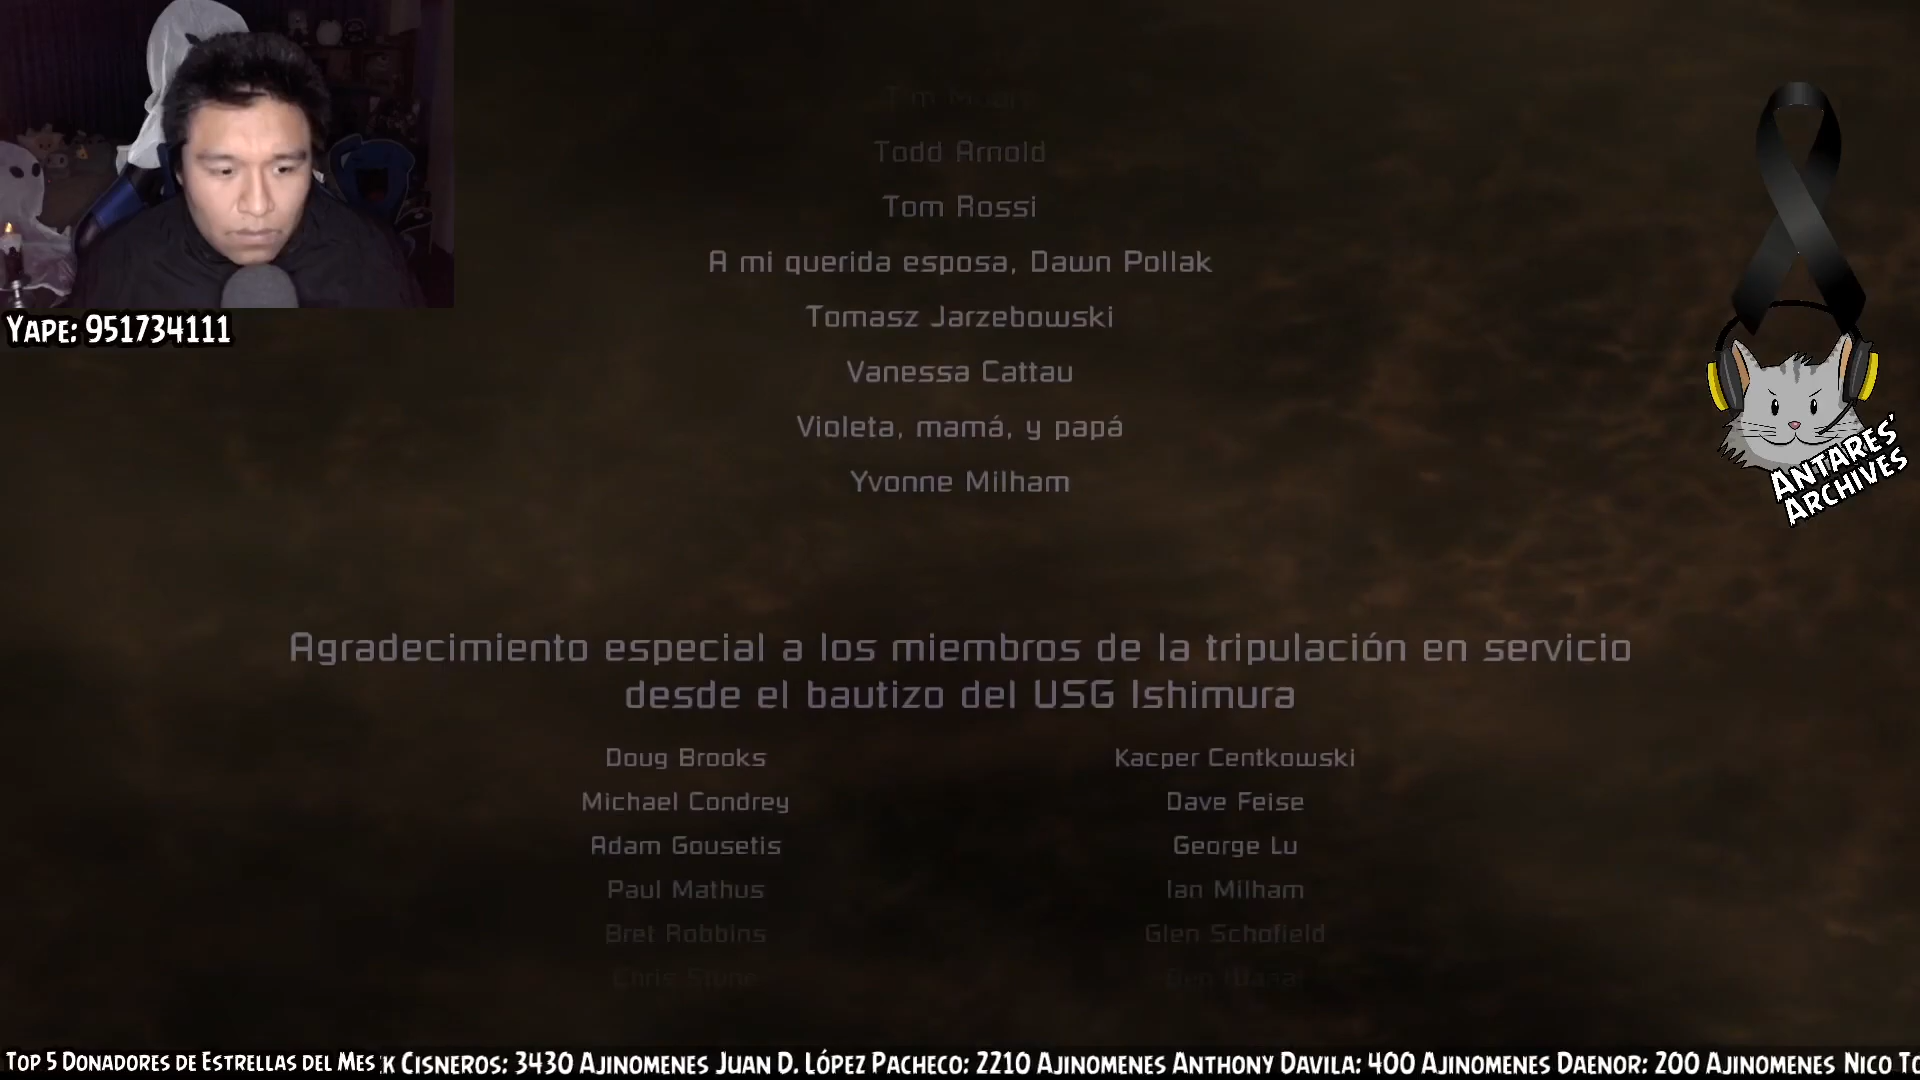 Todd Arnold
Tom Rossi
A mi querida esposa, Dawn Pollak
Tomasz Jarzebowski
Vanessa Cattau
Violeta, mamá, y papá
Yvonne Milham
YAPE: 951734111
ANTARES'
ARCHIVES
Agradecimiento especial a los miembros de la tripulación en servicio
desde el bautizo del USG Ishimura
Doug Brooks
Kacper Centkowski
Michael Condrey
Dave Feise
Adam Gousetis
George Lu
Paul Mathus
Ian Milham
Bret Robbins
Glen Schofield
Chris Stone
TOP 5 DONADORES DE ESTRELLAS DEL MES K CISNEROS: 3430 AJINOMENES JUAN D. LÓPEZ PACHECO: 2210 AJINOMENES ANTHONY DAVILA: 400 AJINOMENES DAENOR: 200 AJINOMENES NICO